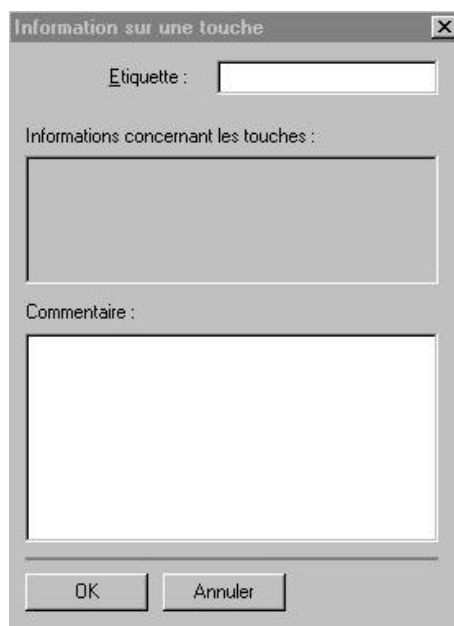 Information sur une touche
Etiquette :
Informations concernant les touches :
Commentaire :
OK
Annuler